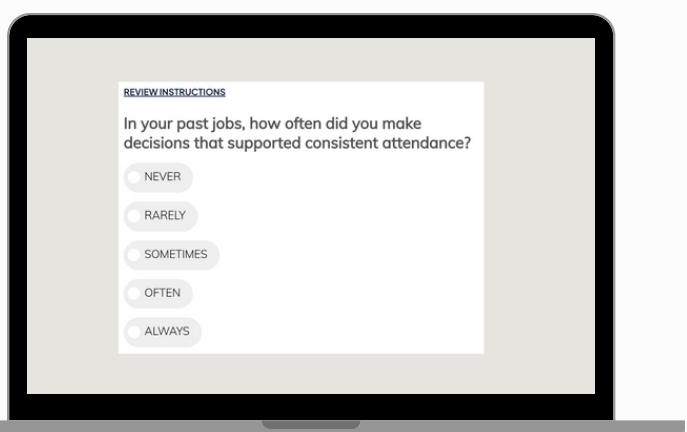 REVIEW INSTRUCTIONS
In your past jobs, how often did you make
decisions that supported consistent attendance?
NEVER
RARELY
SOMETIMES
OFTEN
ALWAYS